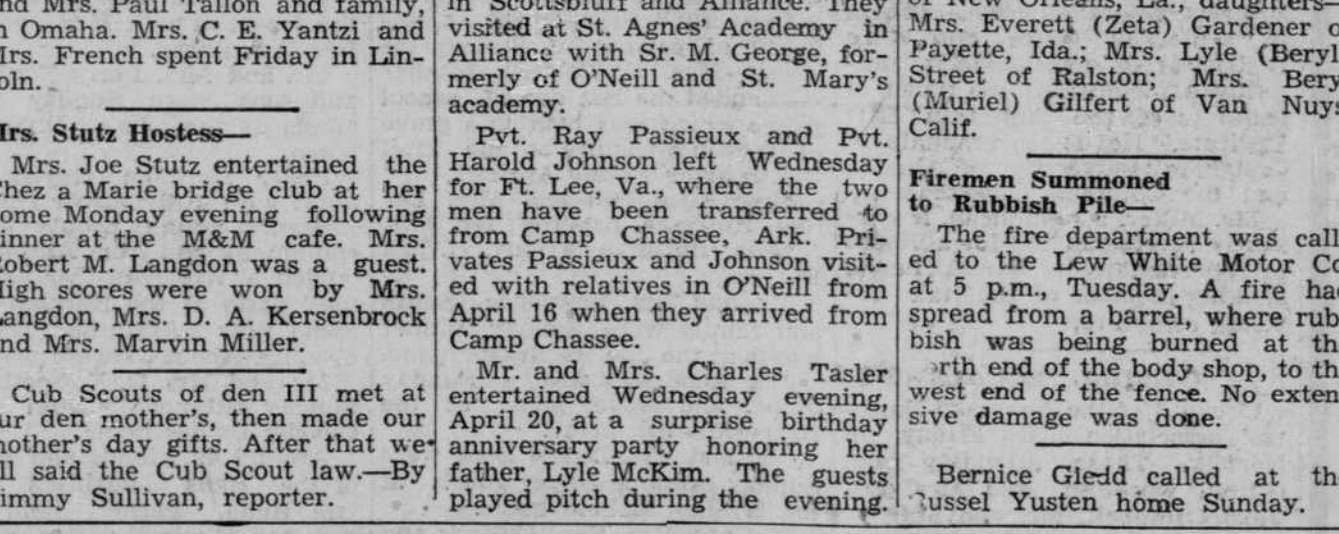 nd Mrs. Paul Tallon and family,
n Omaha. Mrs. C. E. Yantzi and
Mrs. French spent Friday in Lin-
oln.
Mrs. Stutz Hostess—
Mrs. Joe Stutz entertained the
Chez a Marie bridge club at her
ome Monday evening following
inner at the M&M cafe. Mrs.
Robert M. Langdon was a guest.
High scores were won by Mrs.
Langdon, Mrs. D. A. Kersenbrock
nd Mrs. Marvin Miller.
Cub Scouts of den III met at
ur den mother's, then made our
mother's day gifts. After that we
ll said the Cub Scout law.—By
immy Sullivan, reporter.
in Scottsbluff and Alliance. They
visited at St. Agnes' Academy in
Alliance with Sr. M. George, for-
merly of O'Neill and St. Mary's
academy.
Pvt. Ray Passieux and Pvt.
Harold Johnson left Wednesday
for Ft. Lee, Va., where the two
men have been transferred to
from Camp Chassee, Ark. Pri-
vates Passieux and Johnson visit-
ed with relatives in O'Neill from
April 16 when they arrived from
Camp Chassee.
Mr. and Mrs. Charles Tasler
entertained Wednesday evening,
April 20, at a surprise birthday
anniversary party honoring her
father, Lyle McKim. The guests
played pitch during the evening.
of New Orleans, La., daughters—
Mrs. Everett (Zeta) Gardener o
Payette, Ida.; Mrs. Lyle (Beryl
Street of Ralston; Mrs. Bery
(Muriel) Gilfert of Van Nuy
Calif.
Firemen Summoned
to Rubbish Pile—
The fire department was call
ed to the Lew White Motor Co
at 5 p.m., Tuesday. A fire had
spread from a barrel, where rub
bish was being burned at th
orth end of the body shop, to th
west end of the fence. No exten
sive damage was done.
Bernice Giedd called at th
Russel Yusten home Sunday.